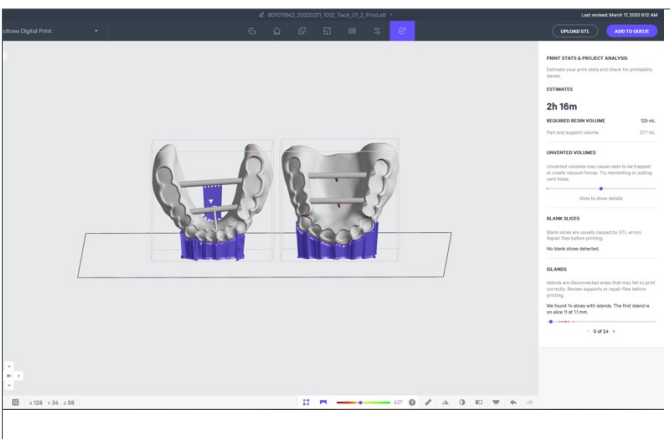 901011942_20220211_1012_Tech_01_2_Print.stl
Last revised: March 17, 2023 9:12 AM
Digital Print
UPLOAD STL
ADD TO QUEUE
PRINT STATS & PROJECT ANALYSIS
Estimate your print stats and check for printability
issues.
ESTIMATES
2h 16m
REQUIRED RESIN VOLUME 129 mL
Part and support volume 27.7 mL
UNVENTED VOLUMES
Unvented volumes may cause resin to be trapped
or create vacuum forces. Try reorienting or adding
vent holes.
Slide to show details
BLANK SLICES
Blank slices are usually caused by STL errors.
Repair files before printing.
No blank slices detected.
ISLANDS
Islands are disconnected areas that may fail to print
correctly. Review supports or repair files before
printing.
We found 14 slices with islands. The first island is
on slice 11 at 1.1 mm.
0 of 14
x 128 y 34 z 58
40°